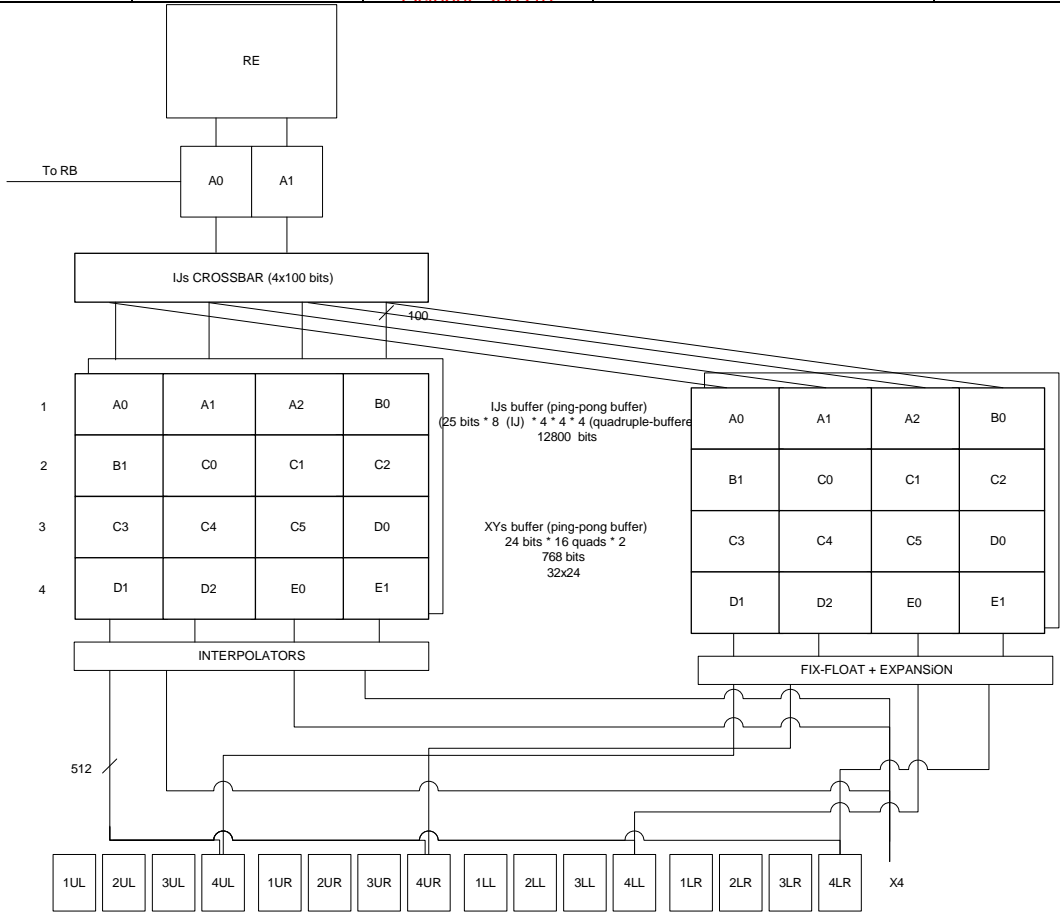 RE
To RB
A0 A1
IJs CROSSBAR (4x100 bits)
100
1 A0 A1 A2 B0
2 B1 C0 C1 C2
3 C3 C4 C5 D0
4 D1 D2 E0 E1
IJs buffer (ping-pong buffer)
(25 bits * 8 (IJ) * 4 * 4 * 4 (quadruple-buffere
12800 bits
XYs buffer (ping-pong buffer)
24 bits * 16 quads * 2
768 bits
32x24
A0 A1 A2 B0
B1 C0 C1 C2
C3 C4 C5 D0
D1 D2 E0 E1
INTERPOLATORS
FIX-FLOAT + EXPANSiON
512
1UL 2UL 3UL 4UL 1UR 2UR 3UR 4UR 1LL 2LL 3LL 4LL 1LR 2LR 3LR 4LR X4